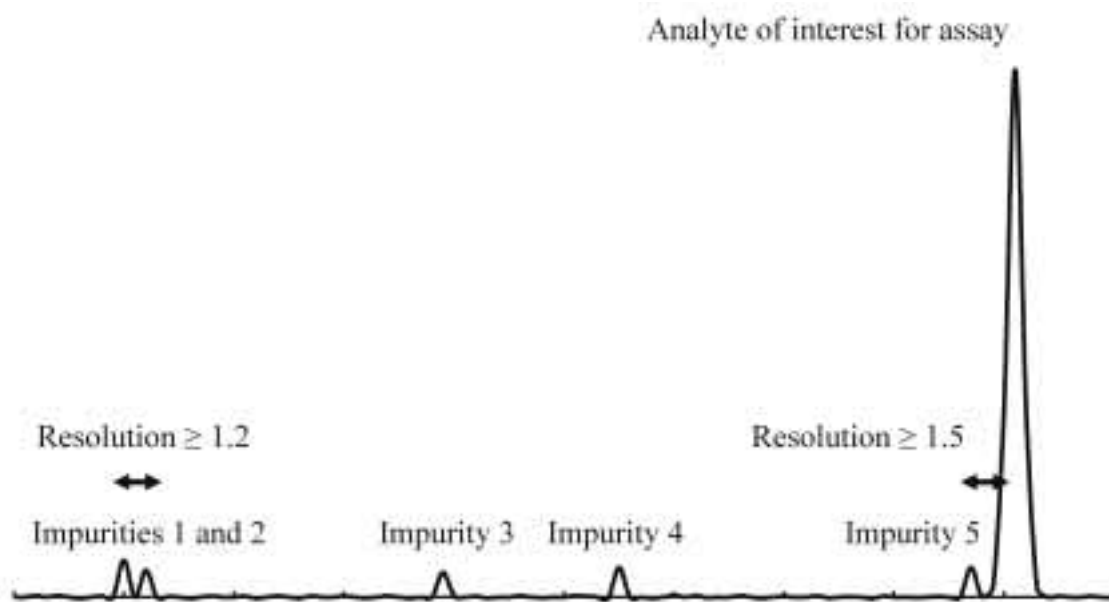 Analyte of interest for assay
Resolution ≥ 1.2
Resolution ≥ 1.5
Impurities 1 and 2
Impurity 3
Impurity 4
Impurity 5